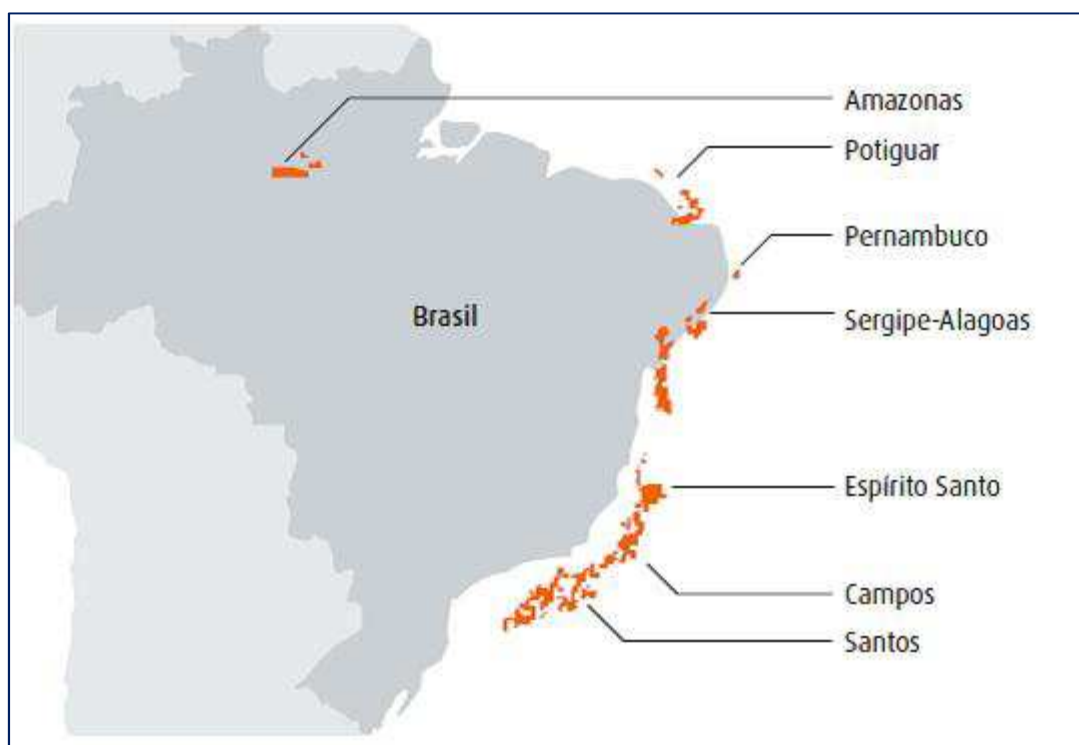 Amazonas
Potiguar
Pernambuco
Brasil
Sergipe-Alagoas
Espírito Santo
Campos
Santos